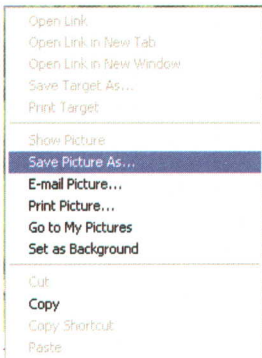 Open Link
Open Link in New Tab
Open Link in New Window
Save Target As...
Print Target
Show Picture
Save Picture As...
E-mail Picture...
Print Picture...
Go to My Pictures
Set as Background
Cut
Copy
Copy Shortcut
Paste